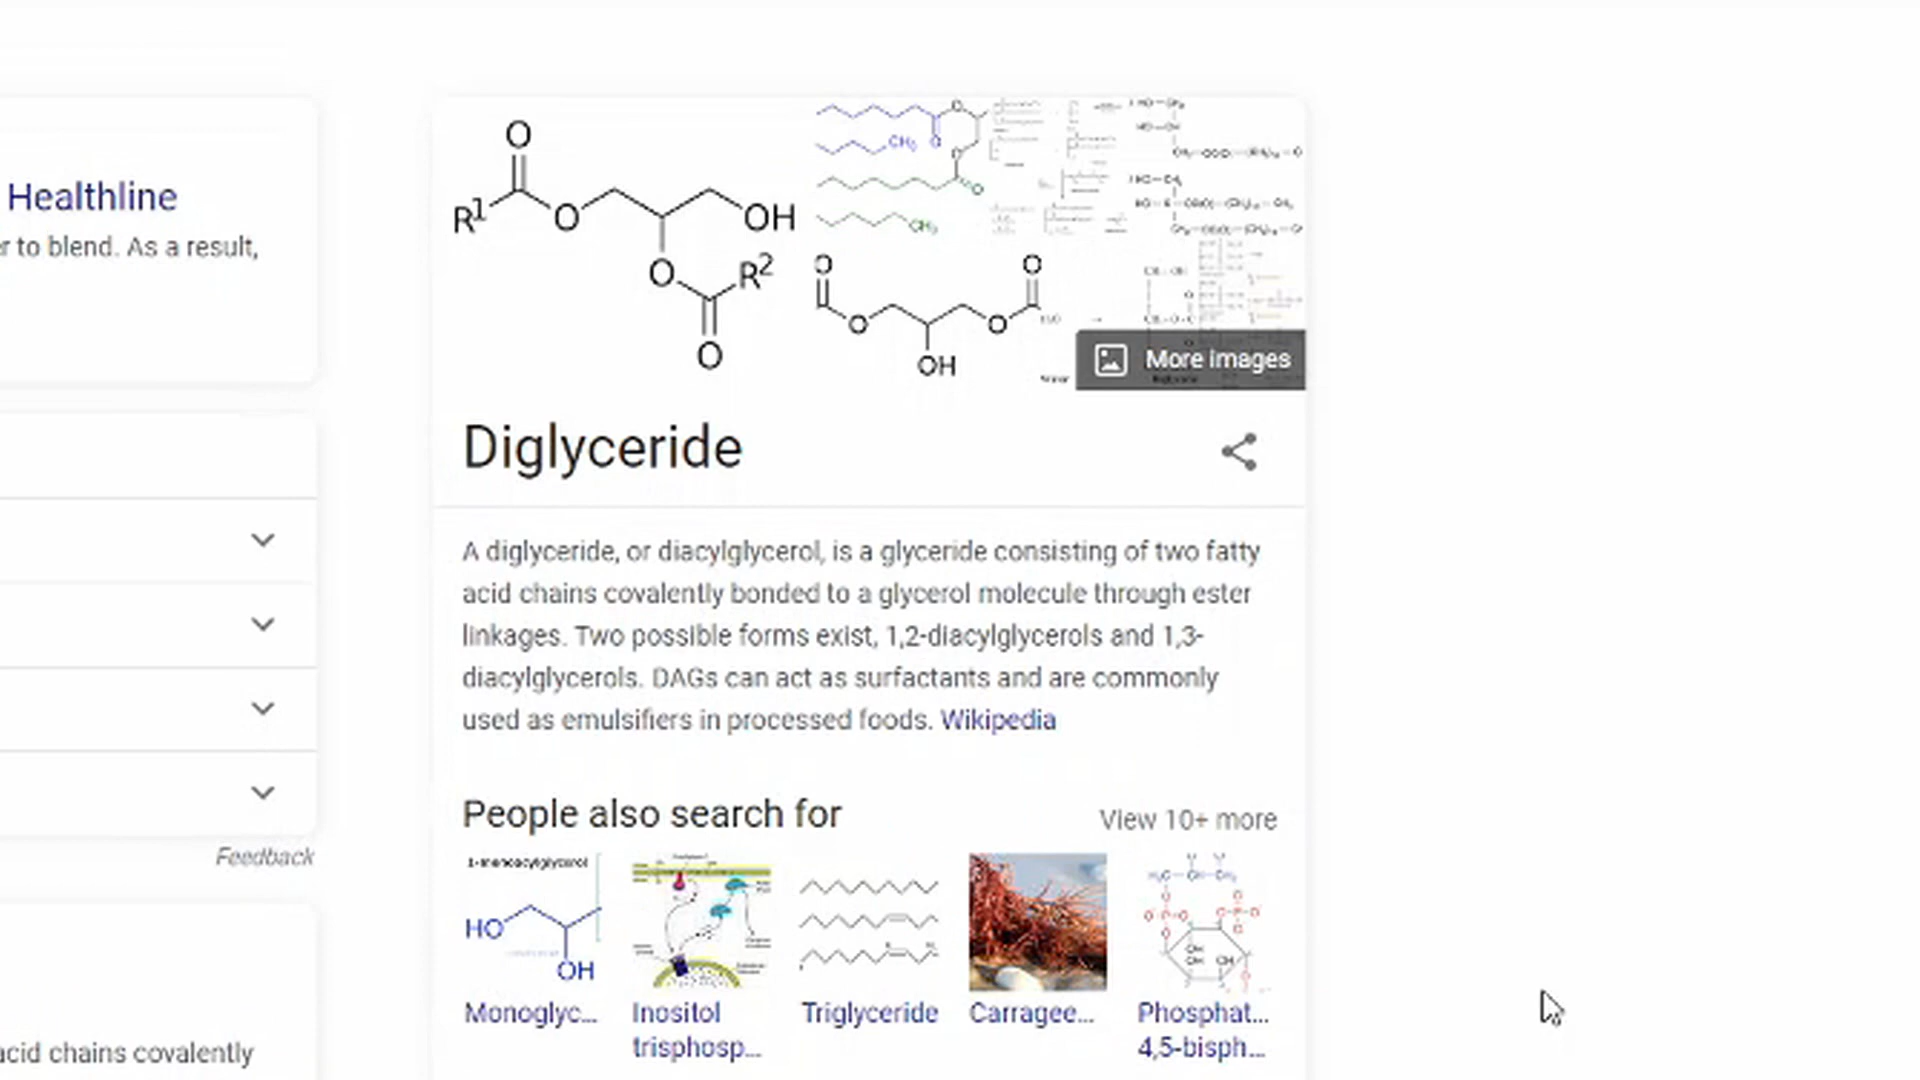 Healthline
r to blend. As a result,
Feedback
acid chains covalently
O
R1
O
OH
O
R2
O
O
CH3
O
O
O
CH3
O
O
O
O
OH
More images
Diglyceride
A diglyceride, or diacylglycerol, is a glyceride consisting of two fatty
acid chains covalently bonded to a glycerol molecule through ester
linkages. Two possible forms exist, 1,2-diacylglycerols and 1,3-
diacylglycerols. DAGs can act as surfactants and are commonly
used as emulsifiers in processed foods. Wikipedia
People also search for
View 10+ more
1-monoacylglycerol
HO
OH
Monoglyc...
Inositol
trisphosp...
Triglyceride
Carragee...
Phosphat...
4,5-bisph...